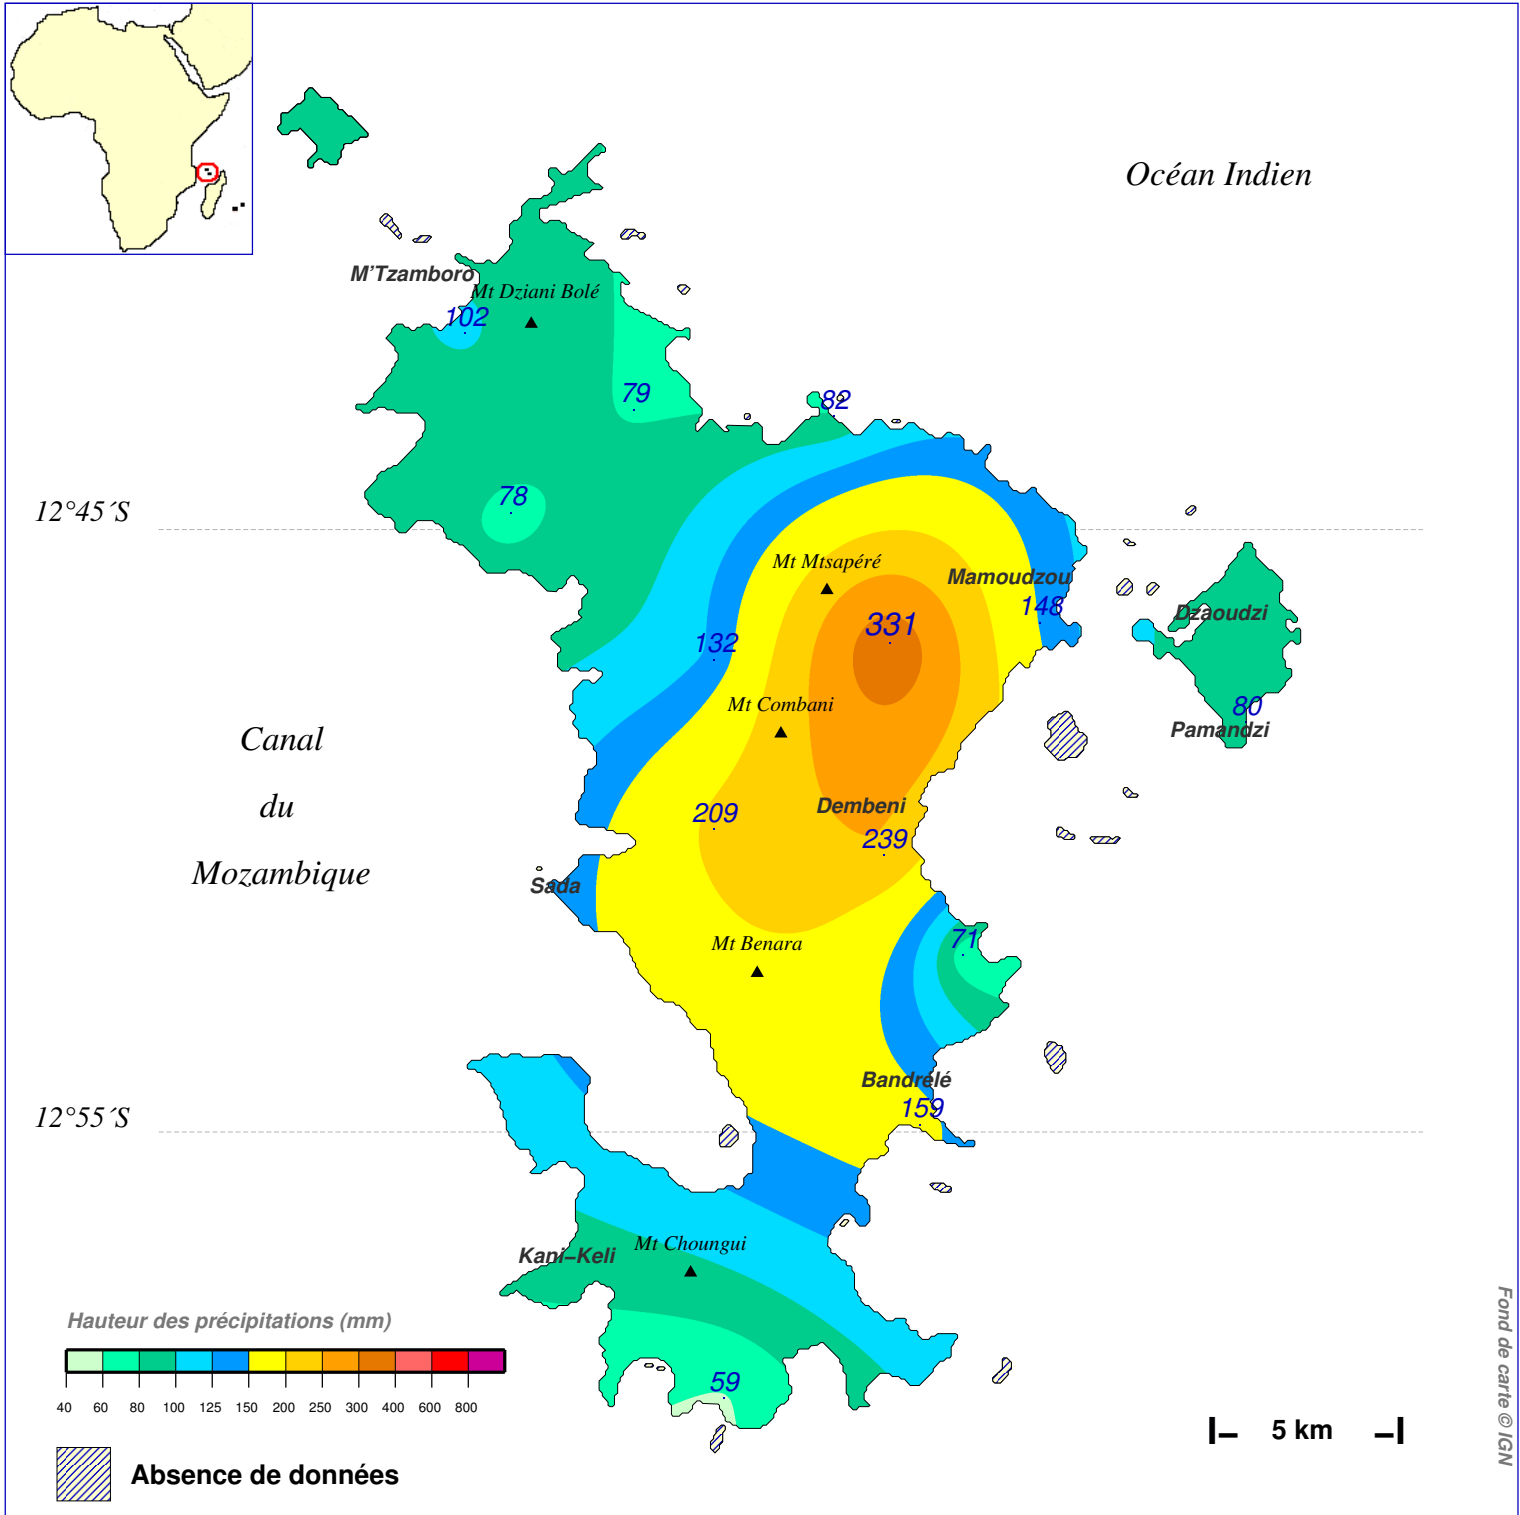 Océan Indien
M'Tzamboro
Mt Dziani Bolé
102
79
82
78
12°45´S
Mt Mtsapéré
Mamoudzou
148
331
Dzaoudzi
132
Mt Combani
80
Pamandzi
Canal
du
Mozambique
209
Dembeni
239
Sada
71
Mt Benara
Bandrélé
159
12°55´S
Kani–Keli
Mt Choungui
Hauteur des précipitations (mm)
40 60 80 100 125 150 200 250 300 400 600 800
59
5 km
Absence de données
Fond de carte © IGN